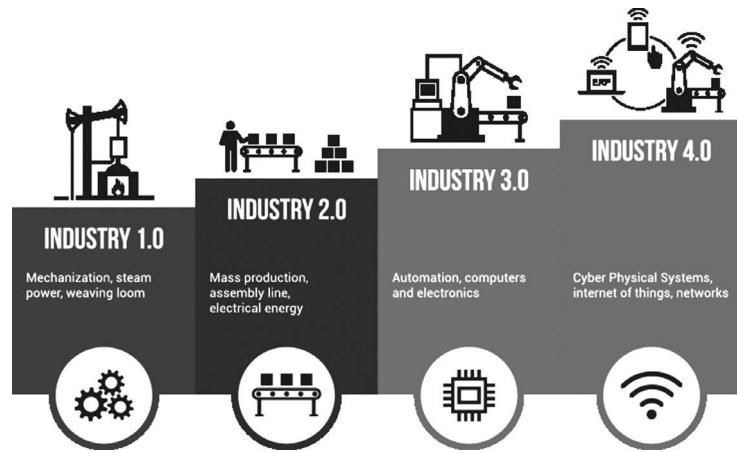 INDUSTRY 1.0
Mechanization, steam
power, weaving loom
INDUSTRY 2.0
Mass production,
assembly line,
electrical energy
INDUSTRY 3.0
Automation, computers
and electronics
ERP
INDUSTRY 4.0
Cyber Physical Systems,
internet of things, networks